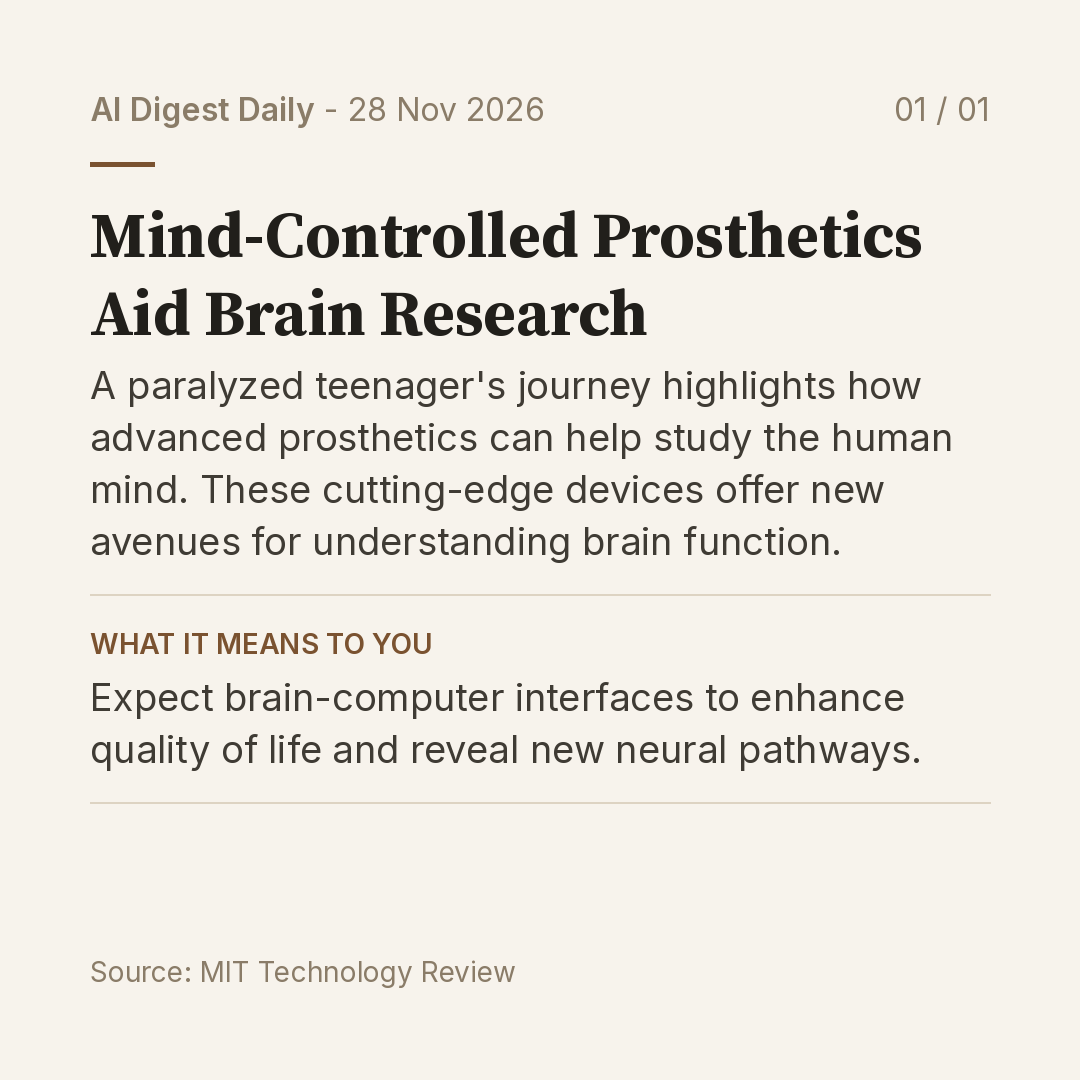 AI Digest Daily - 28 Nov 2026 01 / 01
Mind-Controlled Prosthetics
Aid Brain Research
A paralyzed teenager's journey highlights how
advanced prosthetics can help study the human
mind. These cutting-edge devices offer new
avenues for understanding brain function.
WHAT IT MEANS TO YOU
Expect brain-computer interfaces to enhance
quality of life and reveal new neural pathways.
Source: MIT Technology Review